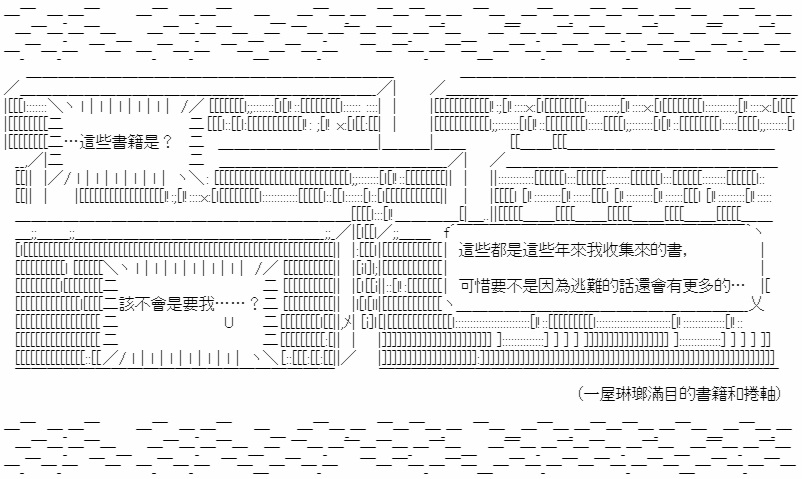 …這些書籍是？
這些都是這些年來我收集來的書，
可惜要不是因為逃難的話還會有更多的…
該不會是要我……？
（一屋琳瑯滿目的書籍和捲軸）